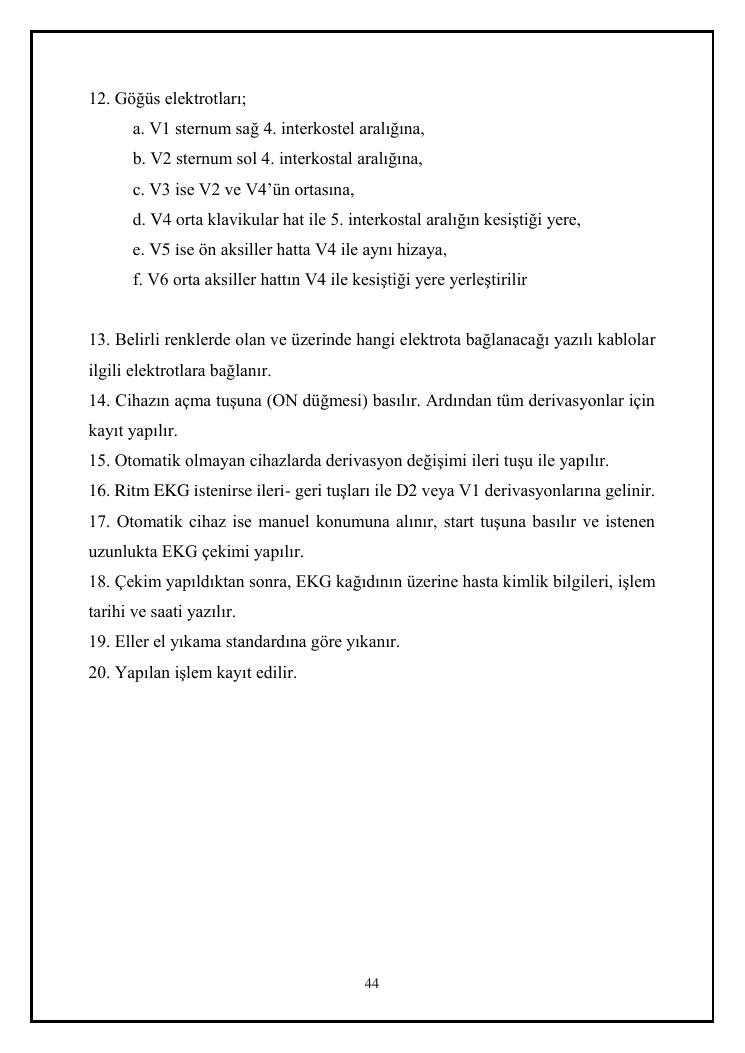 12. Göğüs elektrotları;
a. V1 sternum sağ 4. interkostel aralığına,
b. V2 sternum sol 4. interkostal aralığına,
c. V3 ise V2 ve V4’ün ortasına,
d. V4 orta klavikular hat ile 5. interkostal aralığın kesiştiği yere,
e. V5 ise ön aksiller hatta V4 ile aynı hizaya,
f. V6 orta aksiller hattın V4 ile kesiştiği yere yerleştirilir
13. Belirli renklerde olan ve üzerinde hangi elektrota bağlanacağı yazılı kablolar
ilgili elektrotlara bağlanır.
14. Cihazın açma tuşuna (ON düğmesi) basılır. Ardından tüm derivasyonlar için
kayıt yapılır.
15. Otomatik olmayan cihazlarda derivasyon değişimi ileri tuşu ile yapılır.
16. Ritm EKG istenirse ileri- geri tuşları ile D2 veya V1 derivasyonlarına gelinir.
17. Otomatik cihaz ise manuel konumuna alınır, start tuşuna basılır ve istenen
uzunlukta EKG çekimi yapılır.
18. Çekim yapıldıktan sonra, EKG kağıdının üzerine hasta kimlik bilgileri, işlem
tarihi ve saati yazılır.
19. Eller el yıkama standardına göre yıkanır.
20. Yapılan işlem kayıt edilir.
44